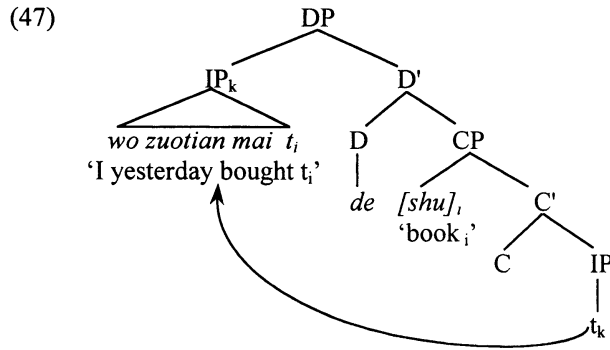 (47)
DP
IPₖ D'
wo zuotian mai tᵢ D CP
'I yesterday bought tᵢ'
de [shu]ᵢ C'
'book ᵢ'
C IP
tₖ